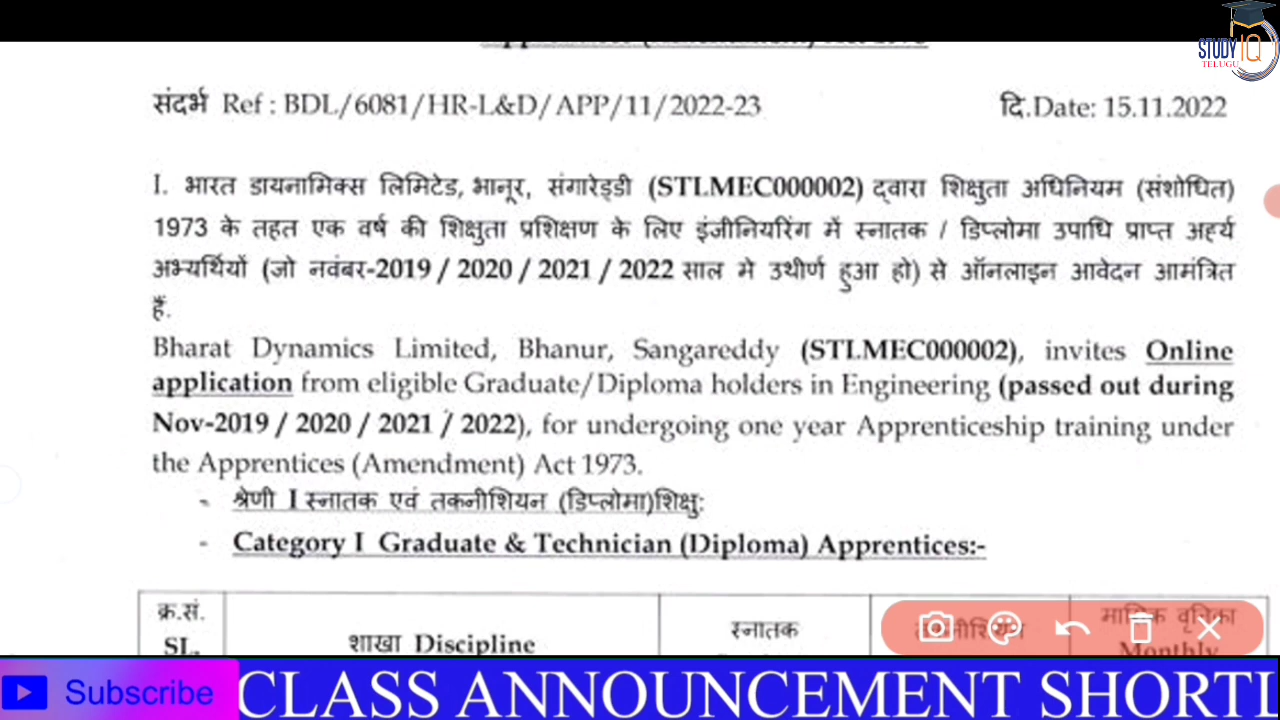 STUDY IQ
TELUGU
संदर्भ Ref : BDL/6081/HR-L&D/APP/11/2022-23 दि.Date: 15.11.2022
I. भारत डायनामिक्स लिमिटेड, भानूर, संगारेड्डी (STLMEC000002) द्वारा शिक्षुता अधिनियम (संशोधित)
1973 के तहत एक वर्ष की शिक्षुता प्रशिक्षण के लिए इंजीनियरिंग में स्नातक / डिप्लोमा उपाधि प्राप्त अर्ह्य
अभ्यर्थियों (जो नवंबर-2019 / 2020 / 2021 / 2022 साल मे उथीर्ण हुआ हो) से ऑनलाइन आवेदन आमंत्रित
हैं.
Bharat Dynamics Limited, Bhanur, Sangareddy (STLMEC000002), invites Online
application from eligible Graduate/Diploma holders in Engineering (passed out during
Nov-2019 / 2020 / 2021 / 2022), for undergoing one year Apprenticeship training under
the Apprentices (Amendment) Act 1973.
- श्रेणी I स्नातक एवं तकनीशियन (डिप्लोमा)शिक्षु:
- Category I Graduate & Technician (Diploma) Apprentices:-
क्र.सं.
SL. शाखा Discipline स्नातक मासिक वृत्तिका
Monthly
Subscribe CLASS ANNOUNCEMENT SHORTL